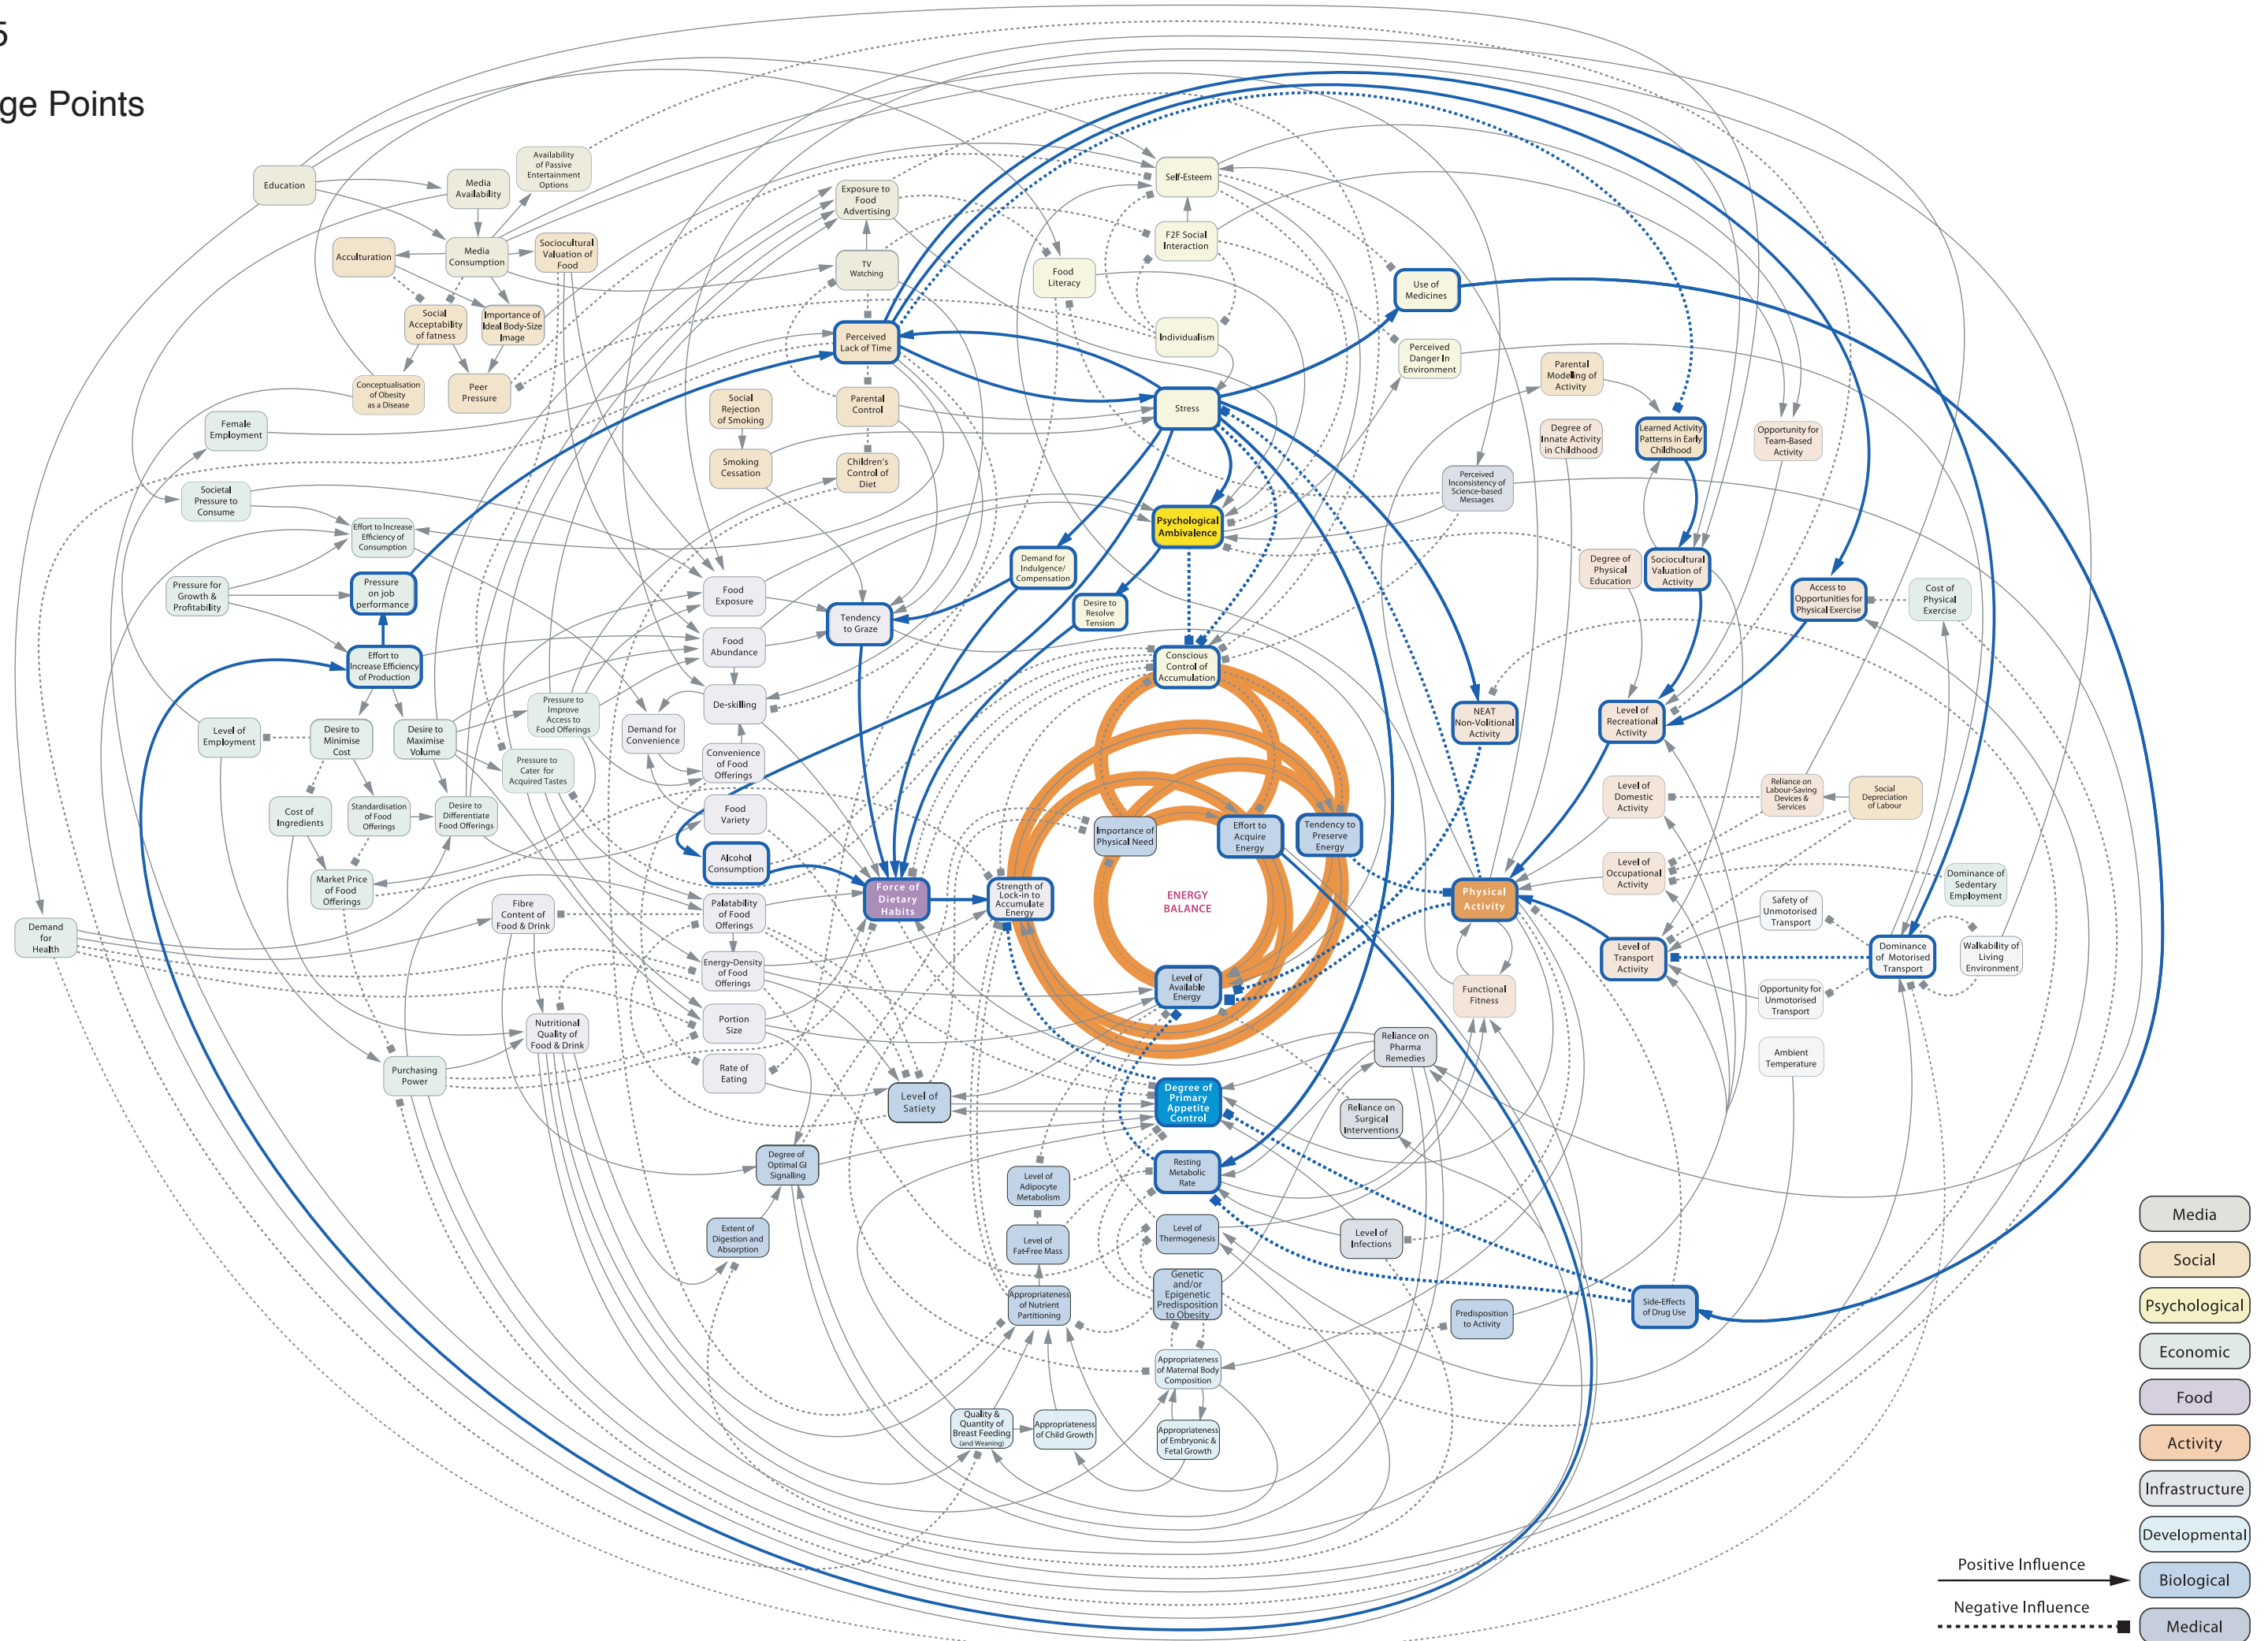 5
ge Points
Education
Media
Availability
Availability
of Passive
Entertainment
Options
Acculturation
Media
Consumption
Sociocultural
Valuation of
Food
Social
Acceptability
of fatness
Importance of
Ideal Body-Size
Image
Conceptualisation
of Obesity
as a Disease
Peer
Pressure
Exposure to
Food
Advertising
TV
Watching
Perceived
Lack of Time
Parental
Control
Children's
Control of
Diet
Social
Rejection
of Smoking
Smoking
Cessation
Self-Esteem
F2F Social
Interaction
Food
Literacy
Individualism
Stress
Use of
Medicines
Perceived
Danger In
Environment
Parental
Modeling of
Activity
Degree of
Innate Activity
in Childhood
Learned Activity
Patterns in Early
Childhood
Opportunity for
Team-Based
Activity
Perceived
Inconsistency of
Science-based
Messages
Female
Employment
Societal
Pressure to
Consume
Effort to Increase
Efficiency of
Consumption
Pressure for
Growth &
Profitability
Pressure
on job
performance
Effort to
Increase Efficiency
of Production
Psychological
Ambivalence
Demand for
Indulgence/
Compensation
Desire to
Resolve
Tension
Degree of
Physical
Education
Sociocultural
Valuation of
Activity
Access to
Opportunities for
Physical Exercise
Cost of
Physical
Exercise
Food
Exposure
Tendency
to Graze
Food
Abundance
De-skilling
Conscious
Control of
Accumulation
Level of
Employment
Desire to
Minimise
Cost
Desire to
Maximise
Volume
Pressure to
Improve
Access to
Food Offerings
Demand for
Convenience
Convenience
of Food
Offerings
Pressure to
Cater for
Acquired Tastes
NEAT
Non-Volitional
Activity
Level of
Recreational
Activity
Cost of
Ingredients
Standardisation
of Food
Offerings
Desire to
Differentiate
Food Offerings
Food
Variety
Importance of
Physical Need
Effort to
Acquire
Energy
Tendency to
Preserve
Energy
Level of
Domestic
Activity
Reliance on
Labour-Saving
Devices &
Services
Social
Depreciation
of Labour
Market Price
of Food
Offerings
Alcohol
Consumption
Force of
Dietary
Habits
Strength of
Lock-in to
Accumulate
Energy
ENERGY
BALANCE
Physical
Activity
Level of
Occupational
Activity
Dominance of
Sedentary
Employment
Demand
for
Health
Fibre
Content of
Food & Drink
Palatability
of Food
Offerings
Safety of
Unmotorised
Transport
Level of
Transport
Activity
Dominance
of Motorised
Transport
Walkability of
Living
Environment
Energy-Density
of Food
Offerings
Level of
Available
Energy
Functional
Fitness
Opportunity for
Unmotorised
Transport
Nutritional
Quality of
Food & Drink
Portion
Size
Reliance on
Pharma
Remedies
Ambient
Temperature
Purchasing
Power
Rate of
Eating
Level of
Satiety
Degree of
Primary
Appetite
Control
Reliance on
Surgical
Interventions
Degree of
Optimal GI
Signalling
Level of
Adipocyte
Metabolism
Resting
Metabolic
Rate
Extent of
Digestion and
Absorption
Level of
Fat-Free Mass
Level of
Thermogenesis
Level of
Infections
Appropriateness
of Nutrient
Partitioning
Genetic
and/or
Epigenetic
Predisposition
to Obesity
Predisposition
to Activity
Side-Effects
of Drug Use
Appropriateness
of Maternal Body
Composition
Quality &
Quantity of
Breast Feeding
(and Weaning)
Appropriateness
of Child Growth
Appropriateness
of Embryonic &
Fetal Growth
Media
Social
Psychological
Economic
Food
Activity
Infrastructure
Developmental
Biological
Medical
Positive Influence
Negative Influence